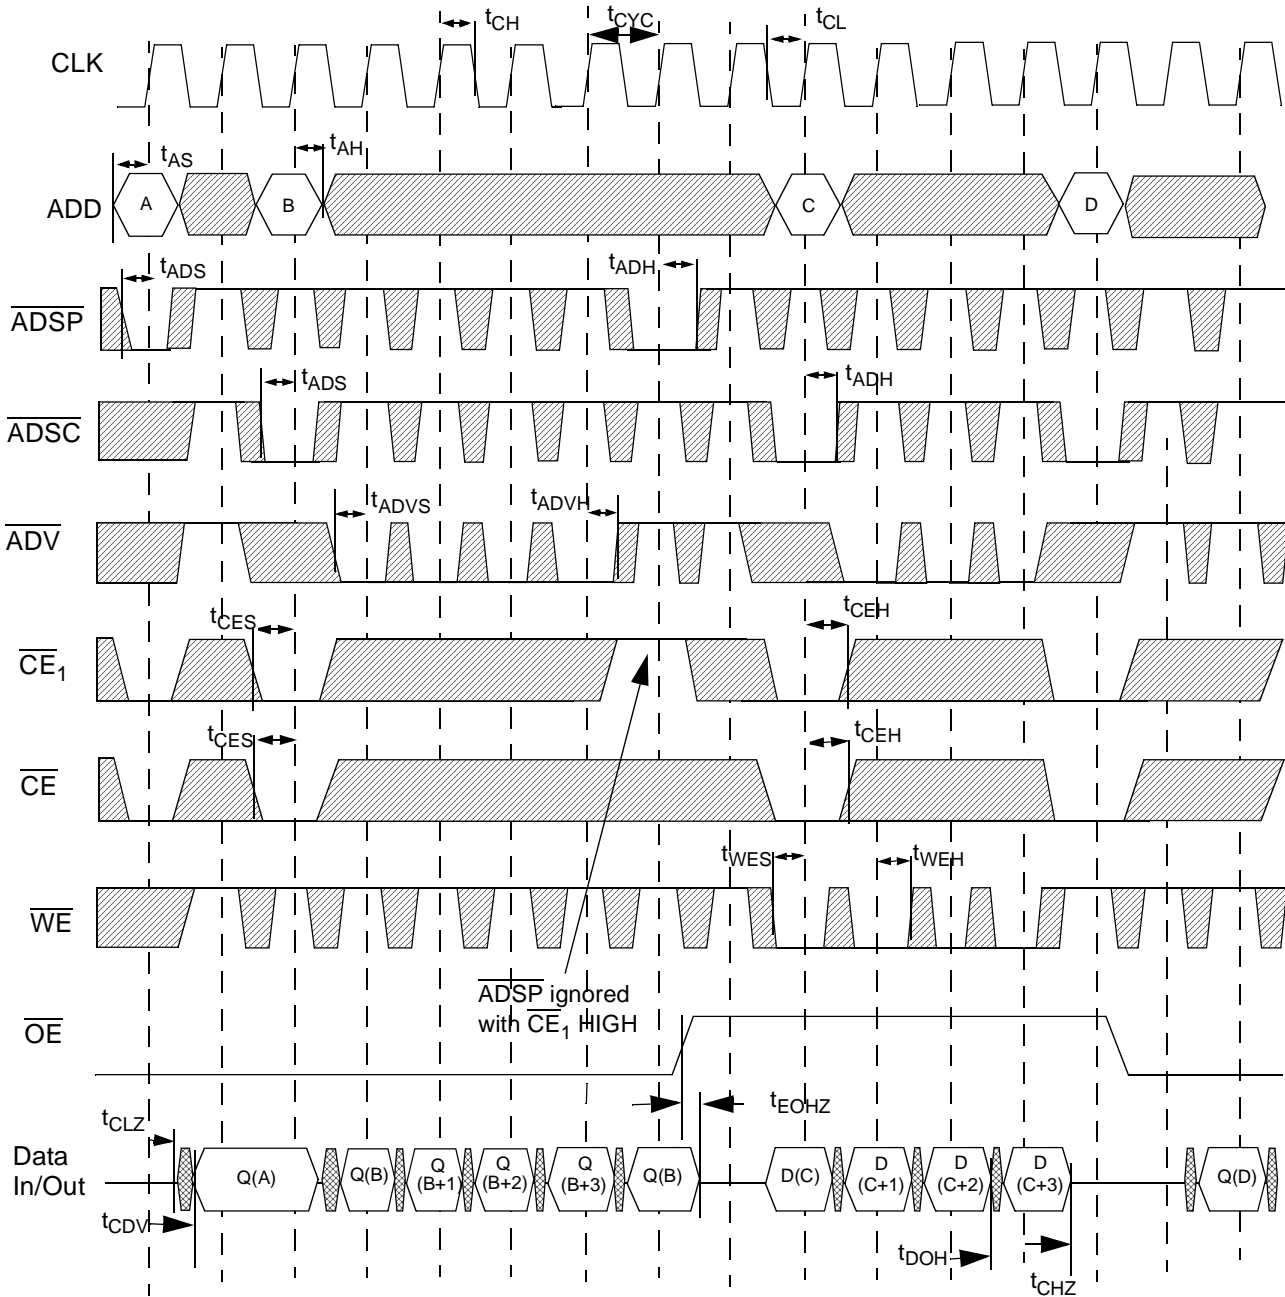 tCH
tCYC
tCL
CLK
tAS
tAH
ADD
A
B
C
D
tADS
tADH
ADSP
tADS
tADH
ADSC
tADVS
tADVH
ADV
tCES
tCEH
CE1
tCES
tCEH
CE
tWES
tWEH
WE
ADSP ignored
with CE1 HIGH
OE
tCLZ
tEOHZ
Data
In/Out
Q(A)
Q(B)
Q
(B+1)
Q
(B+2)
Q
(B+3)
Q(B)
D(C)
D
(C+1)
D
(C+2)
D
(C+3)
Q(D)
tCDV
tDOH
tCHZ